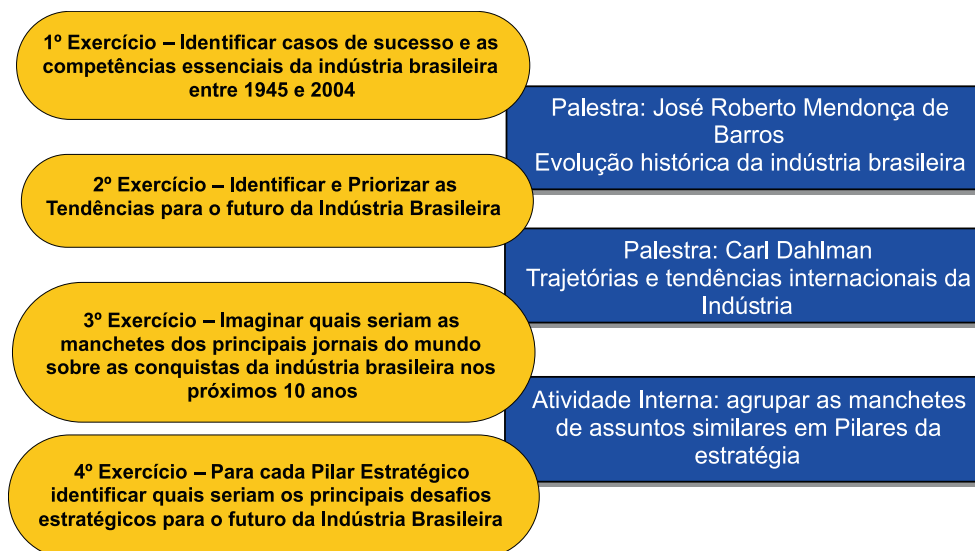 1º Exercício – Identificar casos de sucesso e as
competências essenciais da indústria brasileira
entre 1945 e 2004
Palestra: José Roberto Mendonça de
Barros
Evolução histórica da indústria brasileira
2º Exercício – Identificar e Priorizar as
Tendências para o futuro da Indústria Brasileira
Palestra: Carl Dahlman
Trajetórias e tendências internacionais da
Indústria
3º Exercício – Imaginar quais seriam as
manchetes dos principais jornais do mundo
sobre as conquistas da indústria brasileira nos
próximos 10 anos
Atividade Interna: agrupar as manchetes
de assuntos similares em Pilares da
estratégia
4º Exercício – Para cada Pilar Estratégico
identificar quais seriam os principais desafios
estratégicos para o futuro da Indústria Brasileira